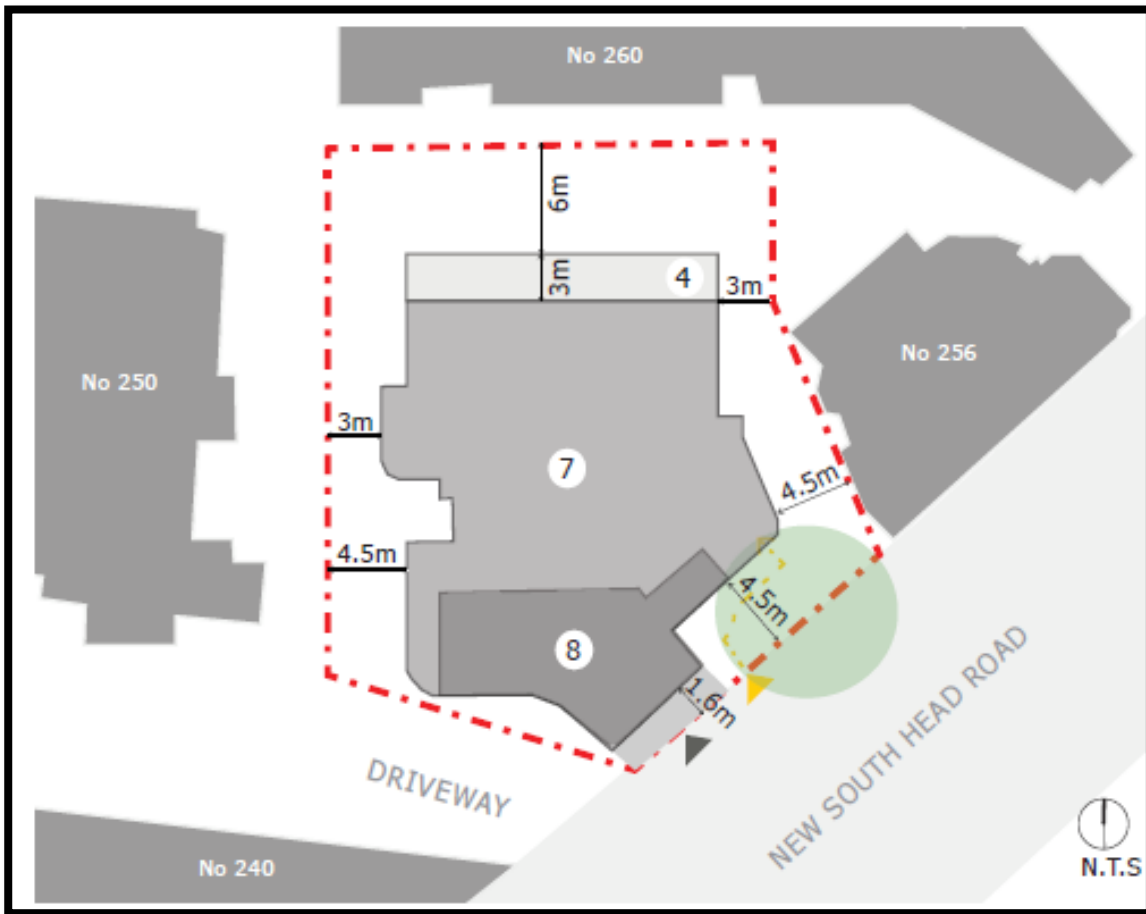 No 260
6m
3m
4
3m
No 256
No 250
3m
7
4.5m
4.5m
4.5m
8
1.6m
DRIVEWAY
NEW SOUTH HEAD ROAD
No 240
N.T.S